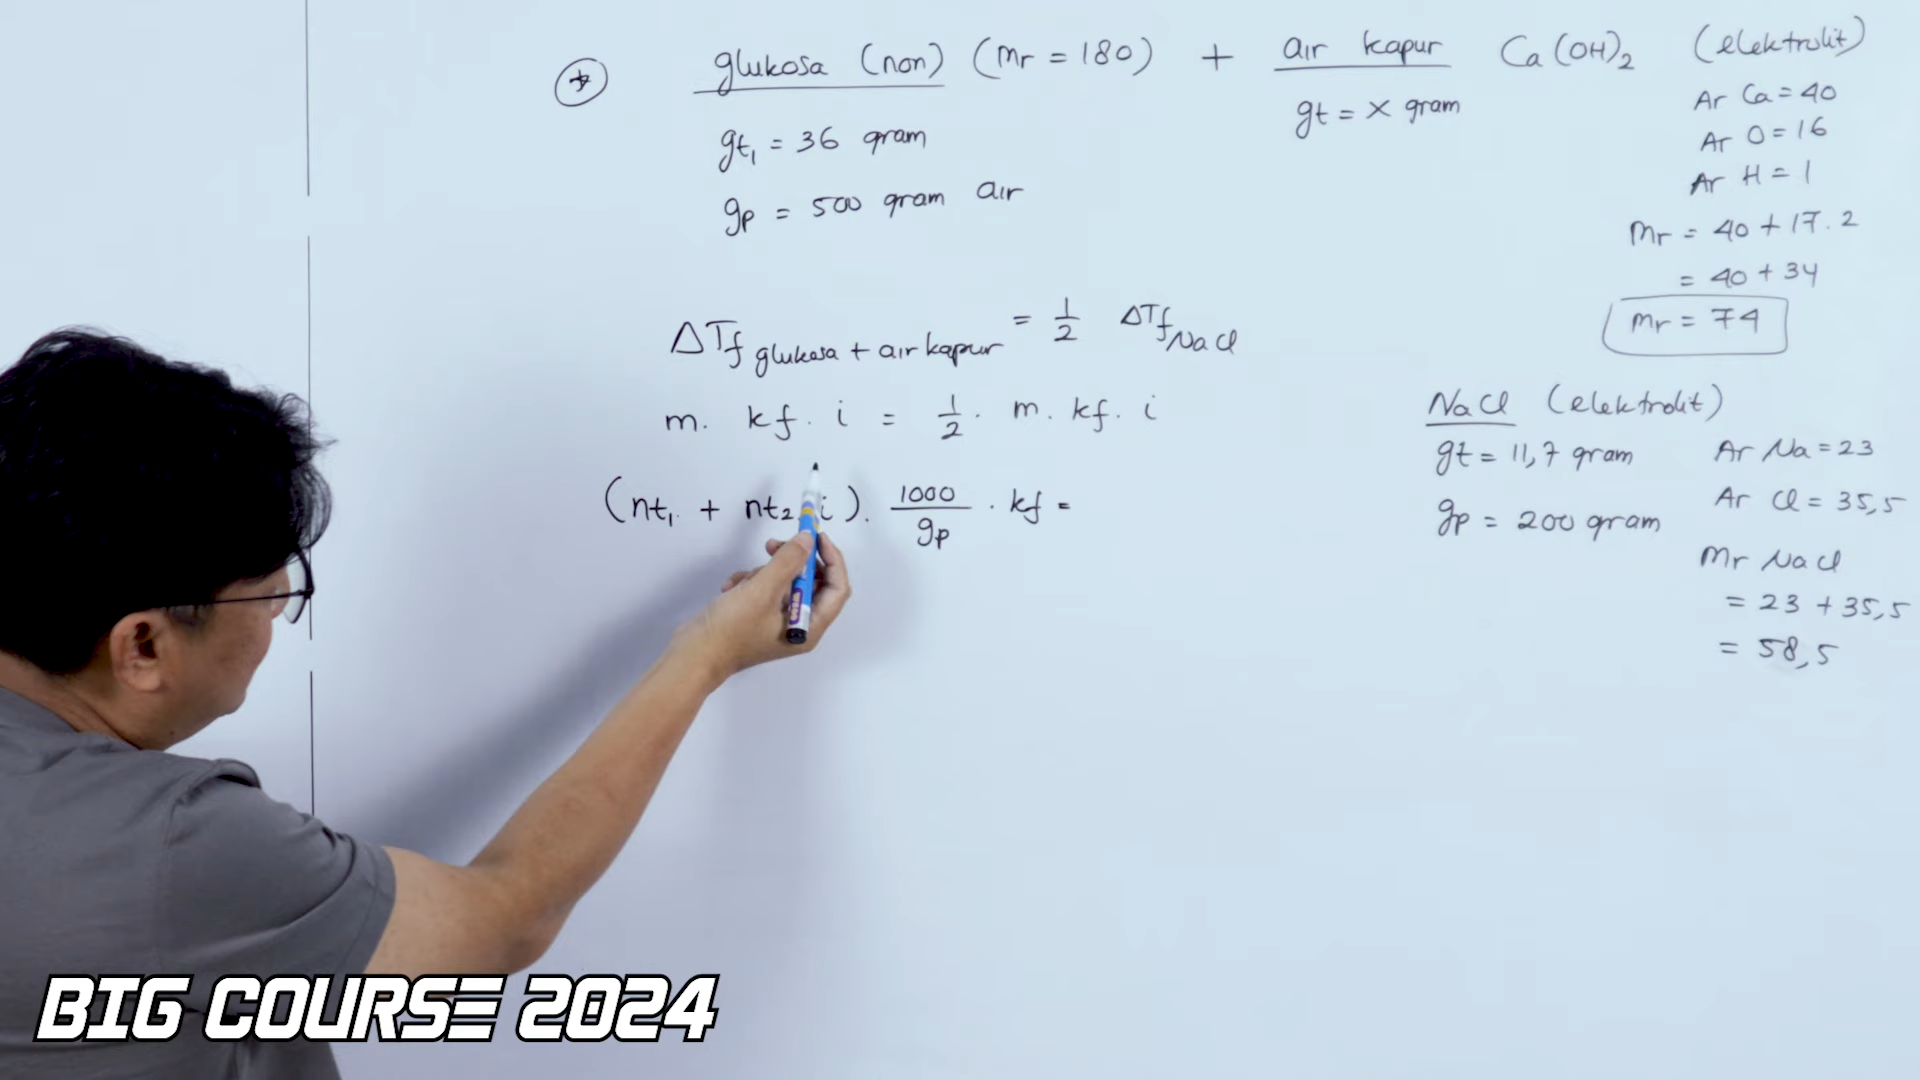 * glukosa (non) (Mr = 180) + air kapur Ca(OH)₂ (elektrolit)
gt₁ = 36 gram
gp = 500 gram air
gt = x gram
Ar Ca = 40
Ar O = 16
Ar H = 1
Mr = 40 + 17.2
= 40 + 34
Mr = 74
ΔTf glukosa + air kapur = 1/2 ΔTf NaCl
m. kf. i = 1/2 . m. kf. i
(nt₁. + nt₂. i). 1000/gp . kf =
NaCl (elektrolit)
gt = 11,7 gram
gp = 200 gram
Ar Na = 23
Ar Cl = 35,5
Mr NaCl
= 23 + 35,5
= 58,5
BIG COURSE 2024